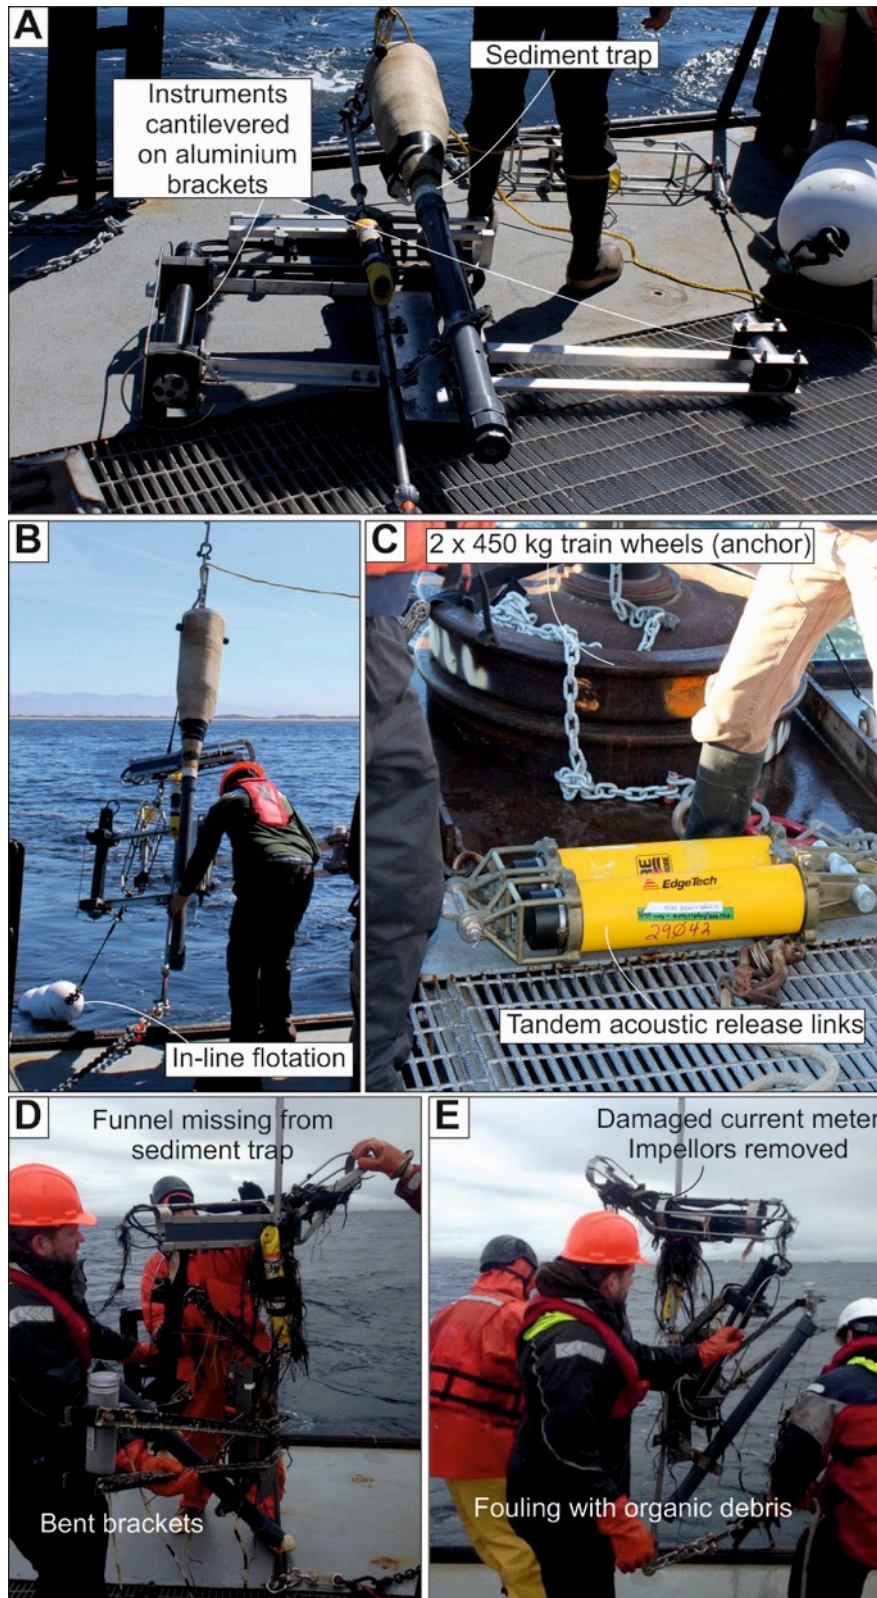 A
Sediment trap
Instruments
cantilevered
on aluminium
brackets
B
In-line flotation
C
2 x 450 kg train wheels (anchor)
EdgeTech
29042
Tandem acoustic release links
D
Funnel missing from
sediment trap
Bent brackets
E
Damaged current meter
Impellors removed
Fouling with organic debris